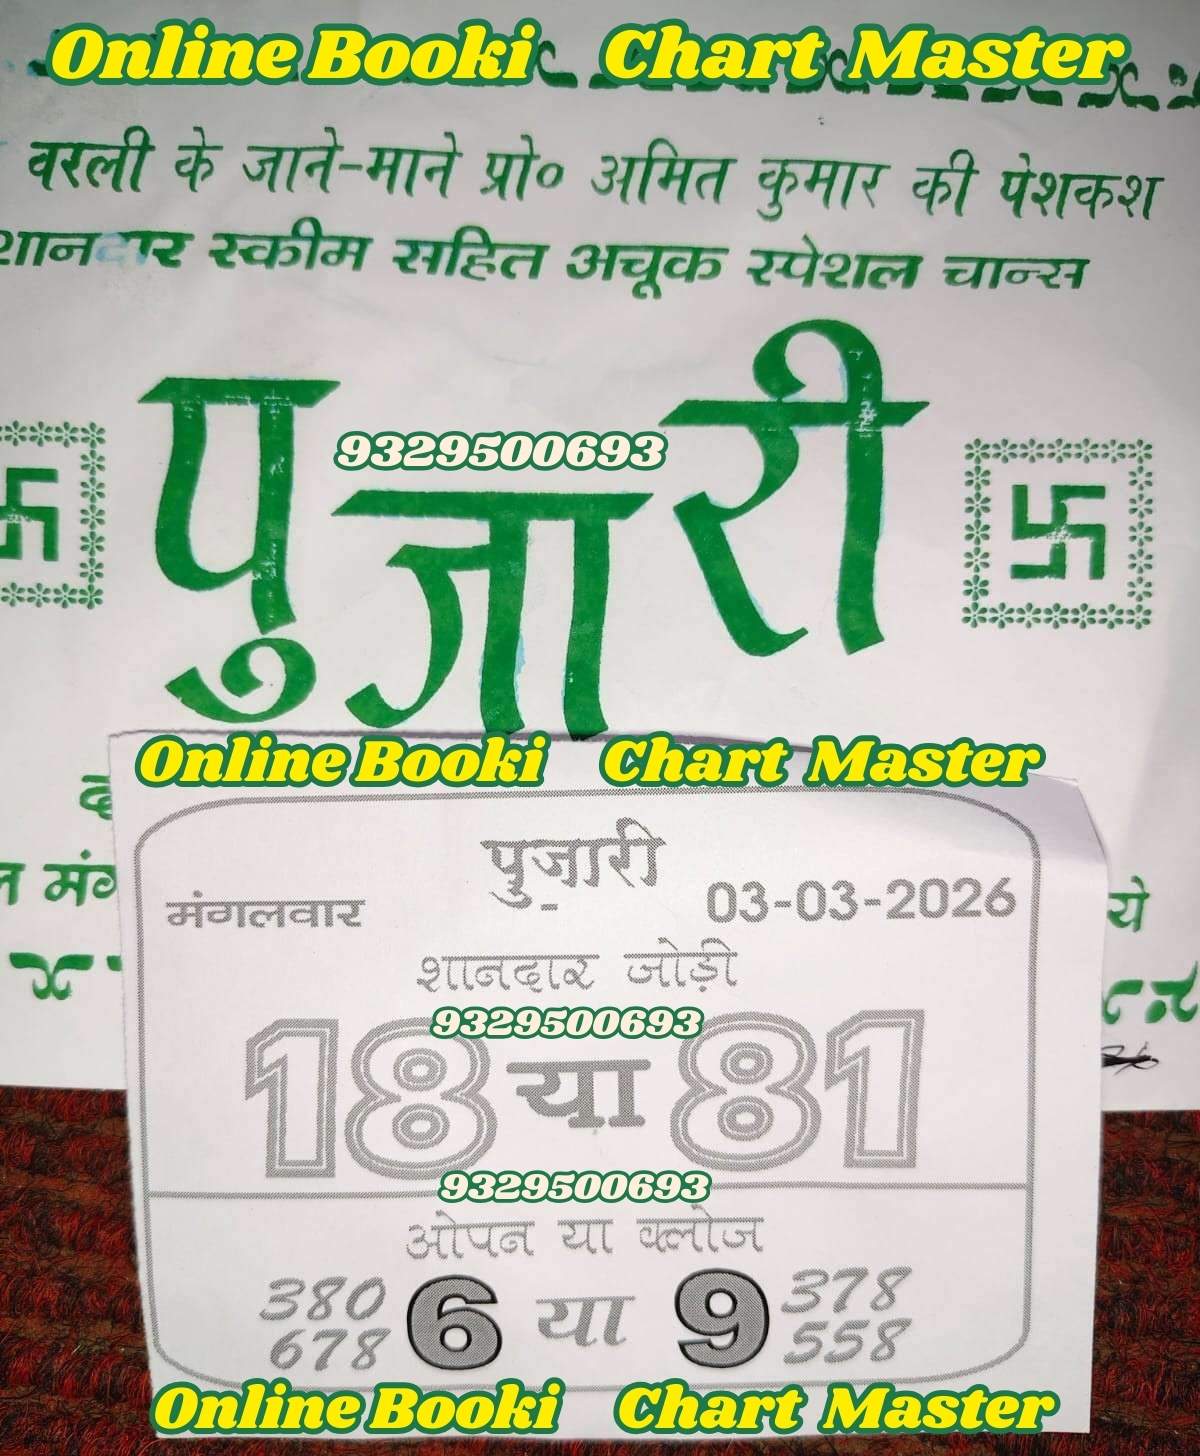 Online Booki Chart Master
वरली के जाने-माने प्रो० अमित कुमार की पेशकश
शानदार स्कीम सहित अचूक स्पेशल चान्स
पुजारी
9329500693
Online Booki Chart Master
पुजारी
मंगलवार 03-03-2026
शानदार जोड़ी
9329500693
18 या 81
9329500693
ओपन या क्लोज
380 6 या 9 378
678 558
Online Booki Chart Master